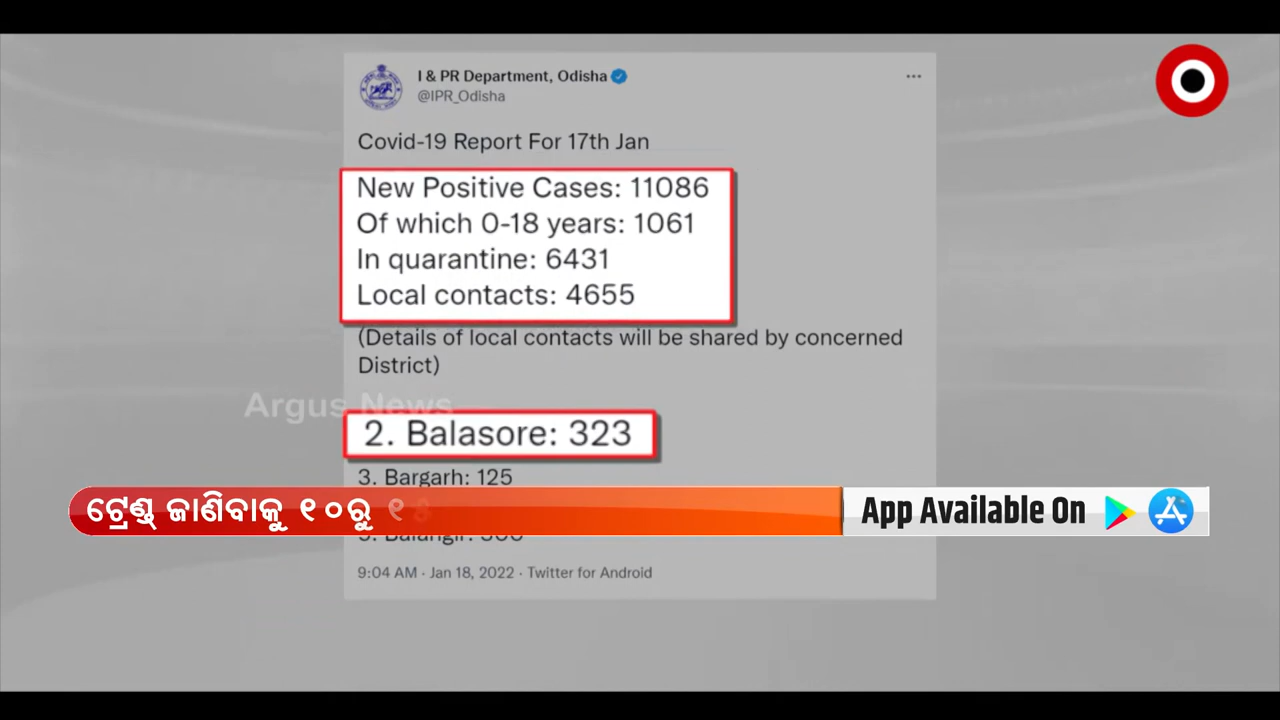 I & PR Department, Odisha
@IPR_Odisha
Covid-19 Report For 17th Jan
New Positive Cases: 11086
Of which 0-18 years: 1061
In quarantine: 6431
Local contacts: 4655
(Details of local contacts will be shared by concerned
District)
Argus News
2. Balasore: 323
3. Bargarh: 125
ଟ୍ରେଣ୍ଡ୍ ଜାଣିବାକୁ ୧୦ରୁ
App Available On
9:04 AM · Jan 18, 2022 · Twitter for Android